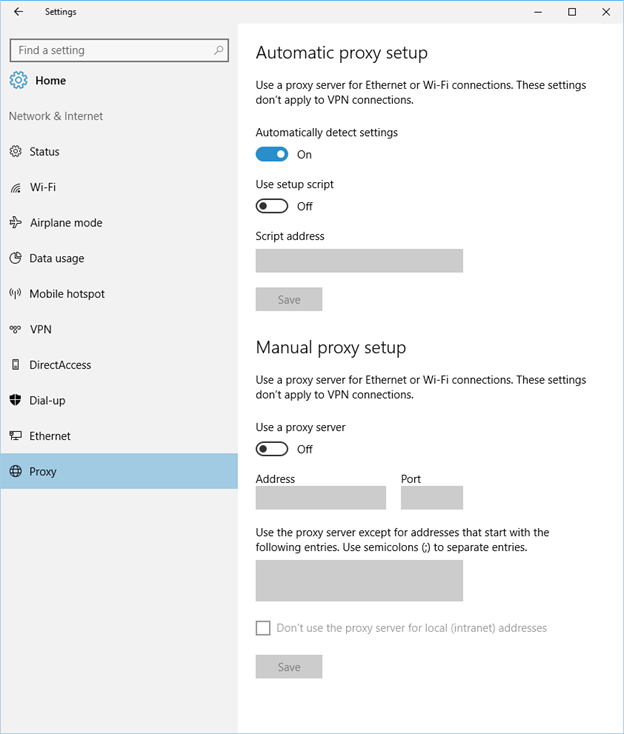 Settings
Find a setting
Home
Network & Internet
Status
Wi-Fi
Airplane mode
Data usage
Mobile hotspot
VPN
DirectAccess
Dial-up
Ethernet
Proxy
Automatic proxy setup
Use a proxy server for Ethernet or Wi-Fi connections. These settings
don't apply to VPN connections.
Automatically detect settings
On
Use setup script
Off
Script address
Save
Manual proxy setup
Use a proxy server for Ethernet or Wi-Fi connections. These settings
don't apply to VPN connections.
Use a proxy server
Off
Address Port
Use the proxy server except for addresses that start with the
following entries. Use semicolons (;) to separate entries.
Don't use the proxy server for local (intranet) addresses
Save